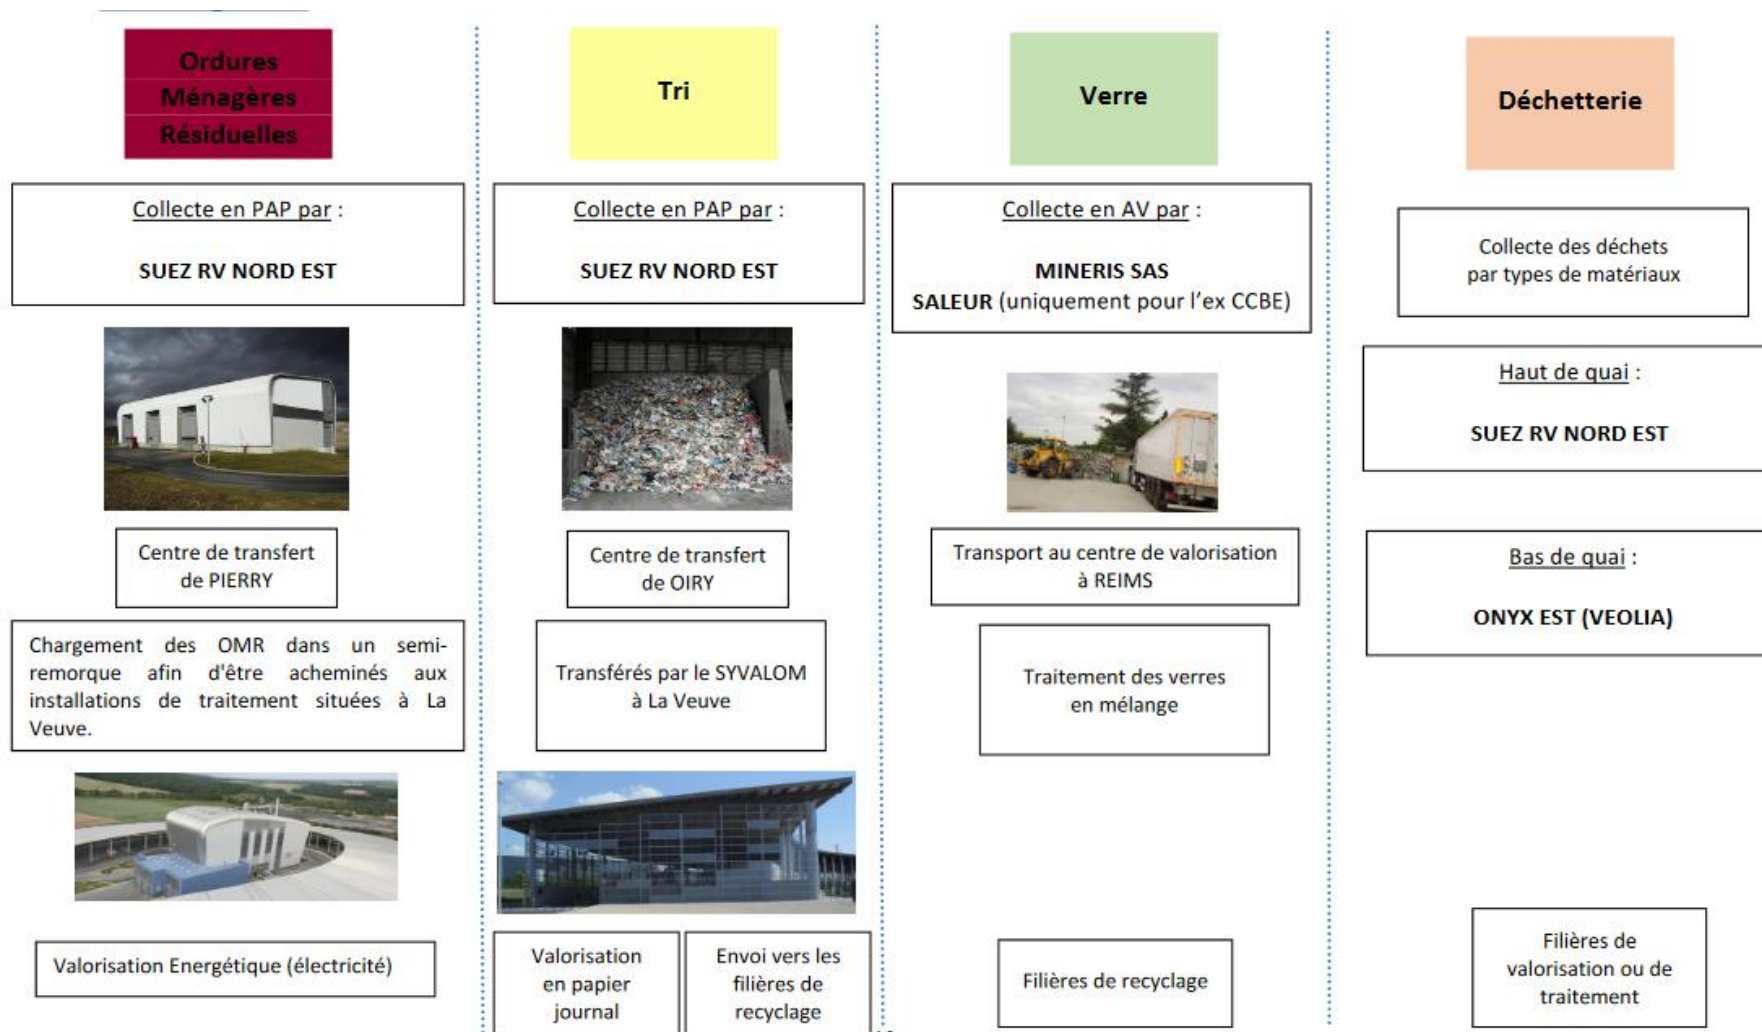 Ordures
Ménagères
Résiduelles
Collecte en PAP par :
SUEZ RV NORD EST
Centre de transfert
de PIERRY
Chargement des OMR dans un semi-
remorque afin d'être acheminés aux
installations de traitement situées à La
Veuve.
Valorisation Energétique (électricité)
Tri
Collecte en PAP par :
SUEZ RV NORD EST
Centre de transfert
de OIRY
Transférés par le SYVALOM
à La Veuve
Valorisation
en papier
journal
Envoi vers les
filières de
recyclage
Verre
Collecte en AV par :
MINERIS SAS
SALEUR (uniquement pour l'ex CCBE)
Transport au centre de valorisation
à REIMS
Traitement des verres
en mélange
Filières de recyclage
Déchetterie
Collecte des déchets
par types de matériaux
Haut de quai :
SUEZ RV NORD EST
Bas de quai :
ONYX EST (VEOLIA)
Filières de
valorisation ou de
traitement